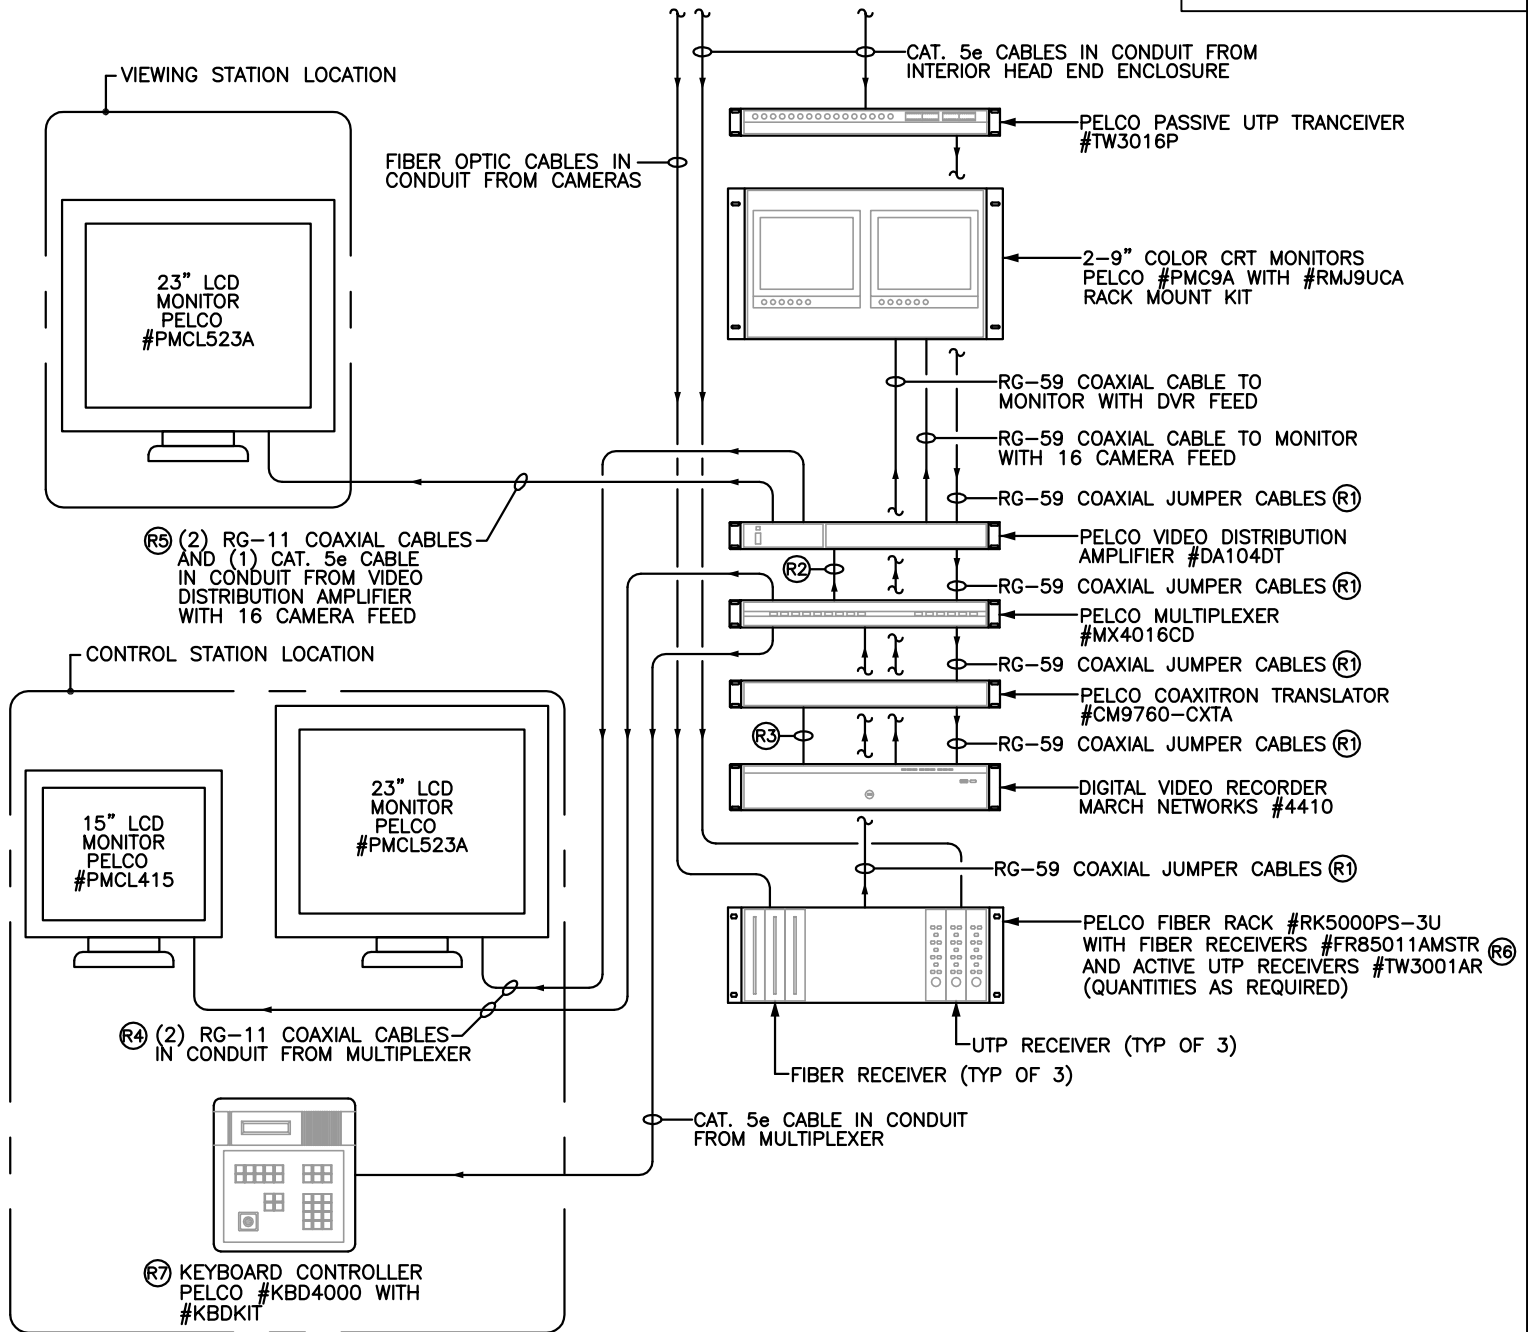 CAT. 5e CABLES IN CONDUIT FROM
INTERIOR HEAD END ENCLOSURE
VIEWING STATION LOCATION
PELCO PASSIVE UTP TRANCEIVER
#TW3016P
FIBER OPTIC CABLES IN
CONDUIT FROM CAMERAS
2-9" COLOR CRT MONITORS
PELCO #PMC9A WITH #RMJ9UCA
RACK MOUNT KIT
23" LCD
MONITOR
PELCO
#PMCL523A
RG-59 COAXIAL CABLE TO
MONITOR WITH DVR FEED
RG-59 COAXIAL CABLE TO MONITOR
WITH 16 CAMERA FEED
RG-59 COAXIAL JUMPER CABLES R1
R5 (2) RG-11 COAXIAL CABLES
AND (1) CAT. 5e CABLE
IN CONDUIT FROM VIDEO
DISTRIBUTION AMPLIFIER
WITH 16 CAMERA FEED
PELCO VIDEO DISTRIBUTION
AMPLIFIER #DA104DT
R2
RG-59 COAXIAL JUMPER CABLES R1
PELCO MULTIPLEXER
#MX4016CD
CONTROL STATION LOCATION
RG-59 COAXIAL JUMPER CABLES R1
PELCO COAXITRON TRANSLATOR
#CM9760-CXTA
R3
RG-59 COAXIAL JUMPER CABLES R1
DIGITAL VIDEO RECORDER
MARCH NETWORKS #4410
23" LCD
MONITOR
PELCO
#PMCL523A
15" LCD
MONITOR
PELCO
#PMCL415
RG-59 COAXIAL JUMPER CABLES R1
PELCO FIBER RACK #RK5000PS-3U
WITH FIBER RECEIVERS #FR85011AMSTR
AND ACTIVE UTP RECEIVERS #TW3001AR R6
(QUANTITIES AS REQUIRED)
R4 (2) RG-11 COAXIAL CABLES
IN CONDUIT FROM MULTIPLEXER
UTP RECEIVER (TYP OF 3)
FIBER RECEIVER (TYP OF 3)
CAT. 5e CABLE IN CONDUIT
FROM MULTIPLEXER
R7 KEYBOARD CONTROLLER
PELCO #KBD4000 WITH
#KBDKIT